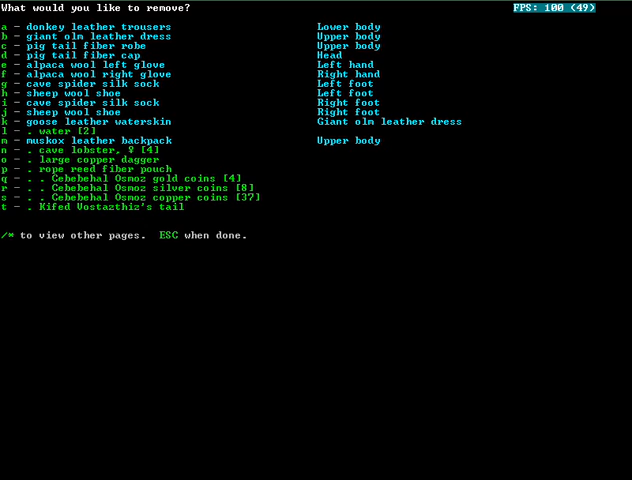 What would you like to remove? FPS: 100 (49)
a - donkey leather trousers Lower body
b - giant olm leather dress Upper body
c - pig tail fiber robe Upper body
d - pig tail fiber cap Head
e - alpaca wool left glove Left hand
f - alpaca wool right glove Right hand
g - cave spider silk sock Left foot
h - sheep wool shoe Left foot
i - cave spider silk sock Right foot
j - sheep wool shoe Right foot
k - goose leather waterskin Giant olm leather dress
l - . water [2]
m - muskox leather backpack Upper body
n - . cave lobster, ♀ [4]
o - . large copper dagger
p - . rope reed fiber pouch
q - . . Cebebehal Osmoz gold coins [4]
r - . . Cebebehal Osmoz silver coins [8]
s - . . Cebebehal Osmoz copper coins [37]
t - . Kifed Vostazthiz's tail
/* to view other pages. ESC when done.